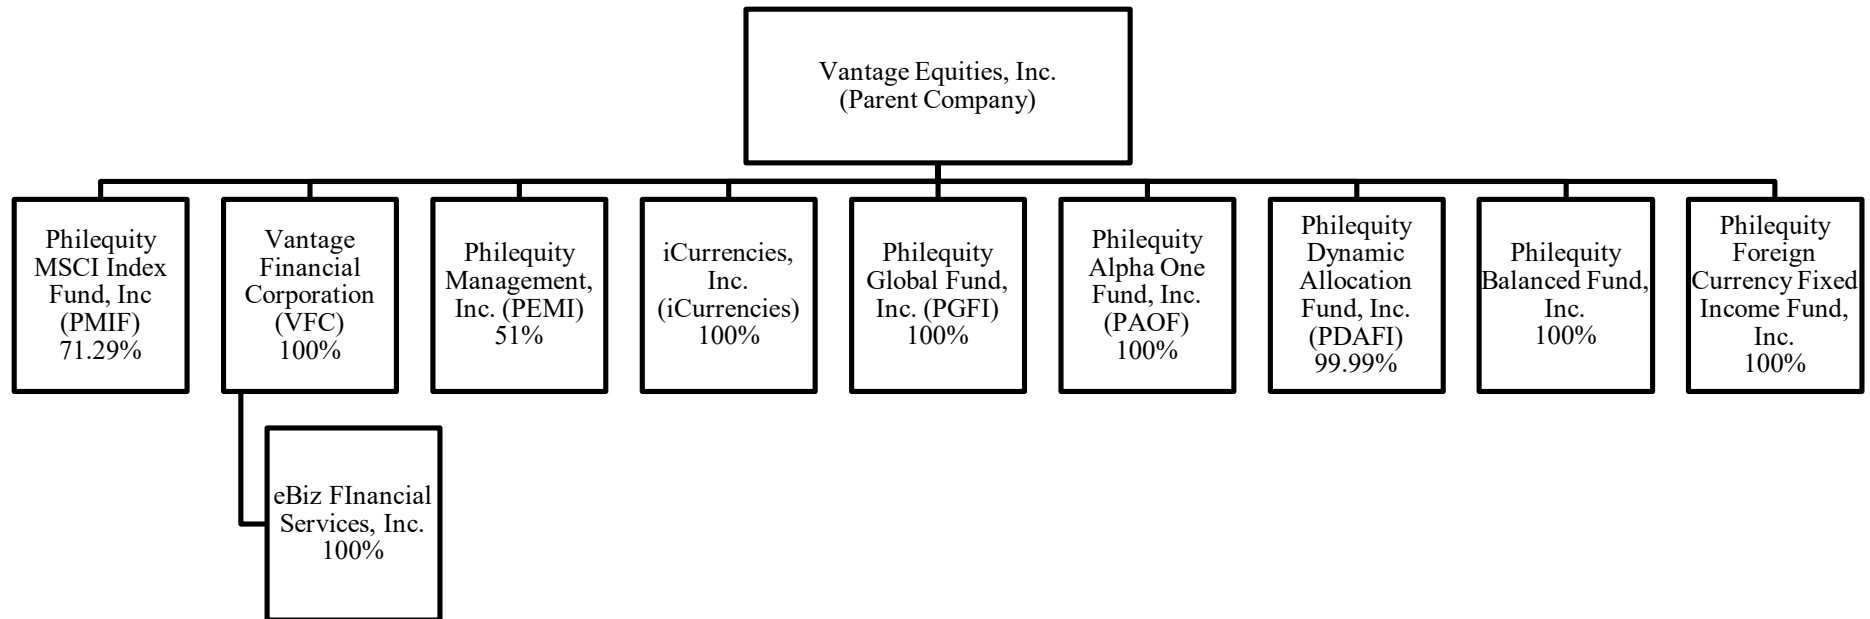 Vantage Equities, Inc.
(Parent Company)
Philequity
MSCI Index
Fund, Inc
(PMIF)
71.29%
Vantage
Financial
Corporation
(VFC)
100%
Philequity
Management,
Inc. (PEMI)
51%
iCurrencies,
Inc.
(iCurrencies)
100%
Philequity
Global Fund,
Inc. (PGFI)
100%
Philequity
Alpha One
Fund, Inc.
(PAOF)
100%
Philequity
Dynamic
Allocation
Fund, Inc.
(PDAFI)
99.99%
Philequity
Balanced Fund,
Inc.
100%
Philequity
Foreign
Currency Fixed
Income Fund,
Inc.
100%
eBiz FInancial
Services, Inc.
100%